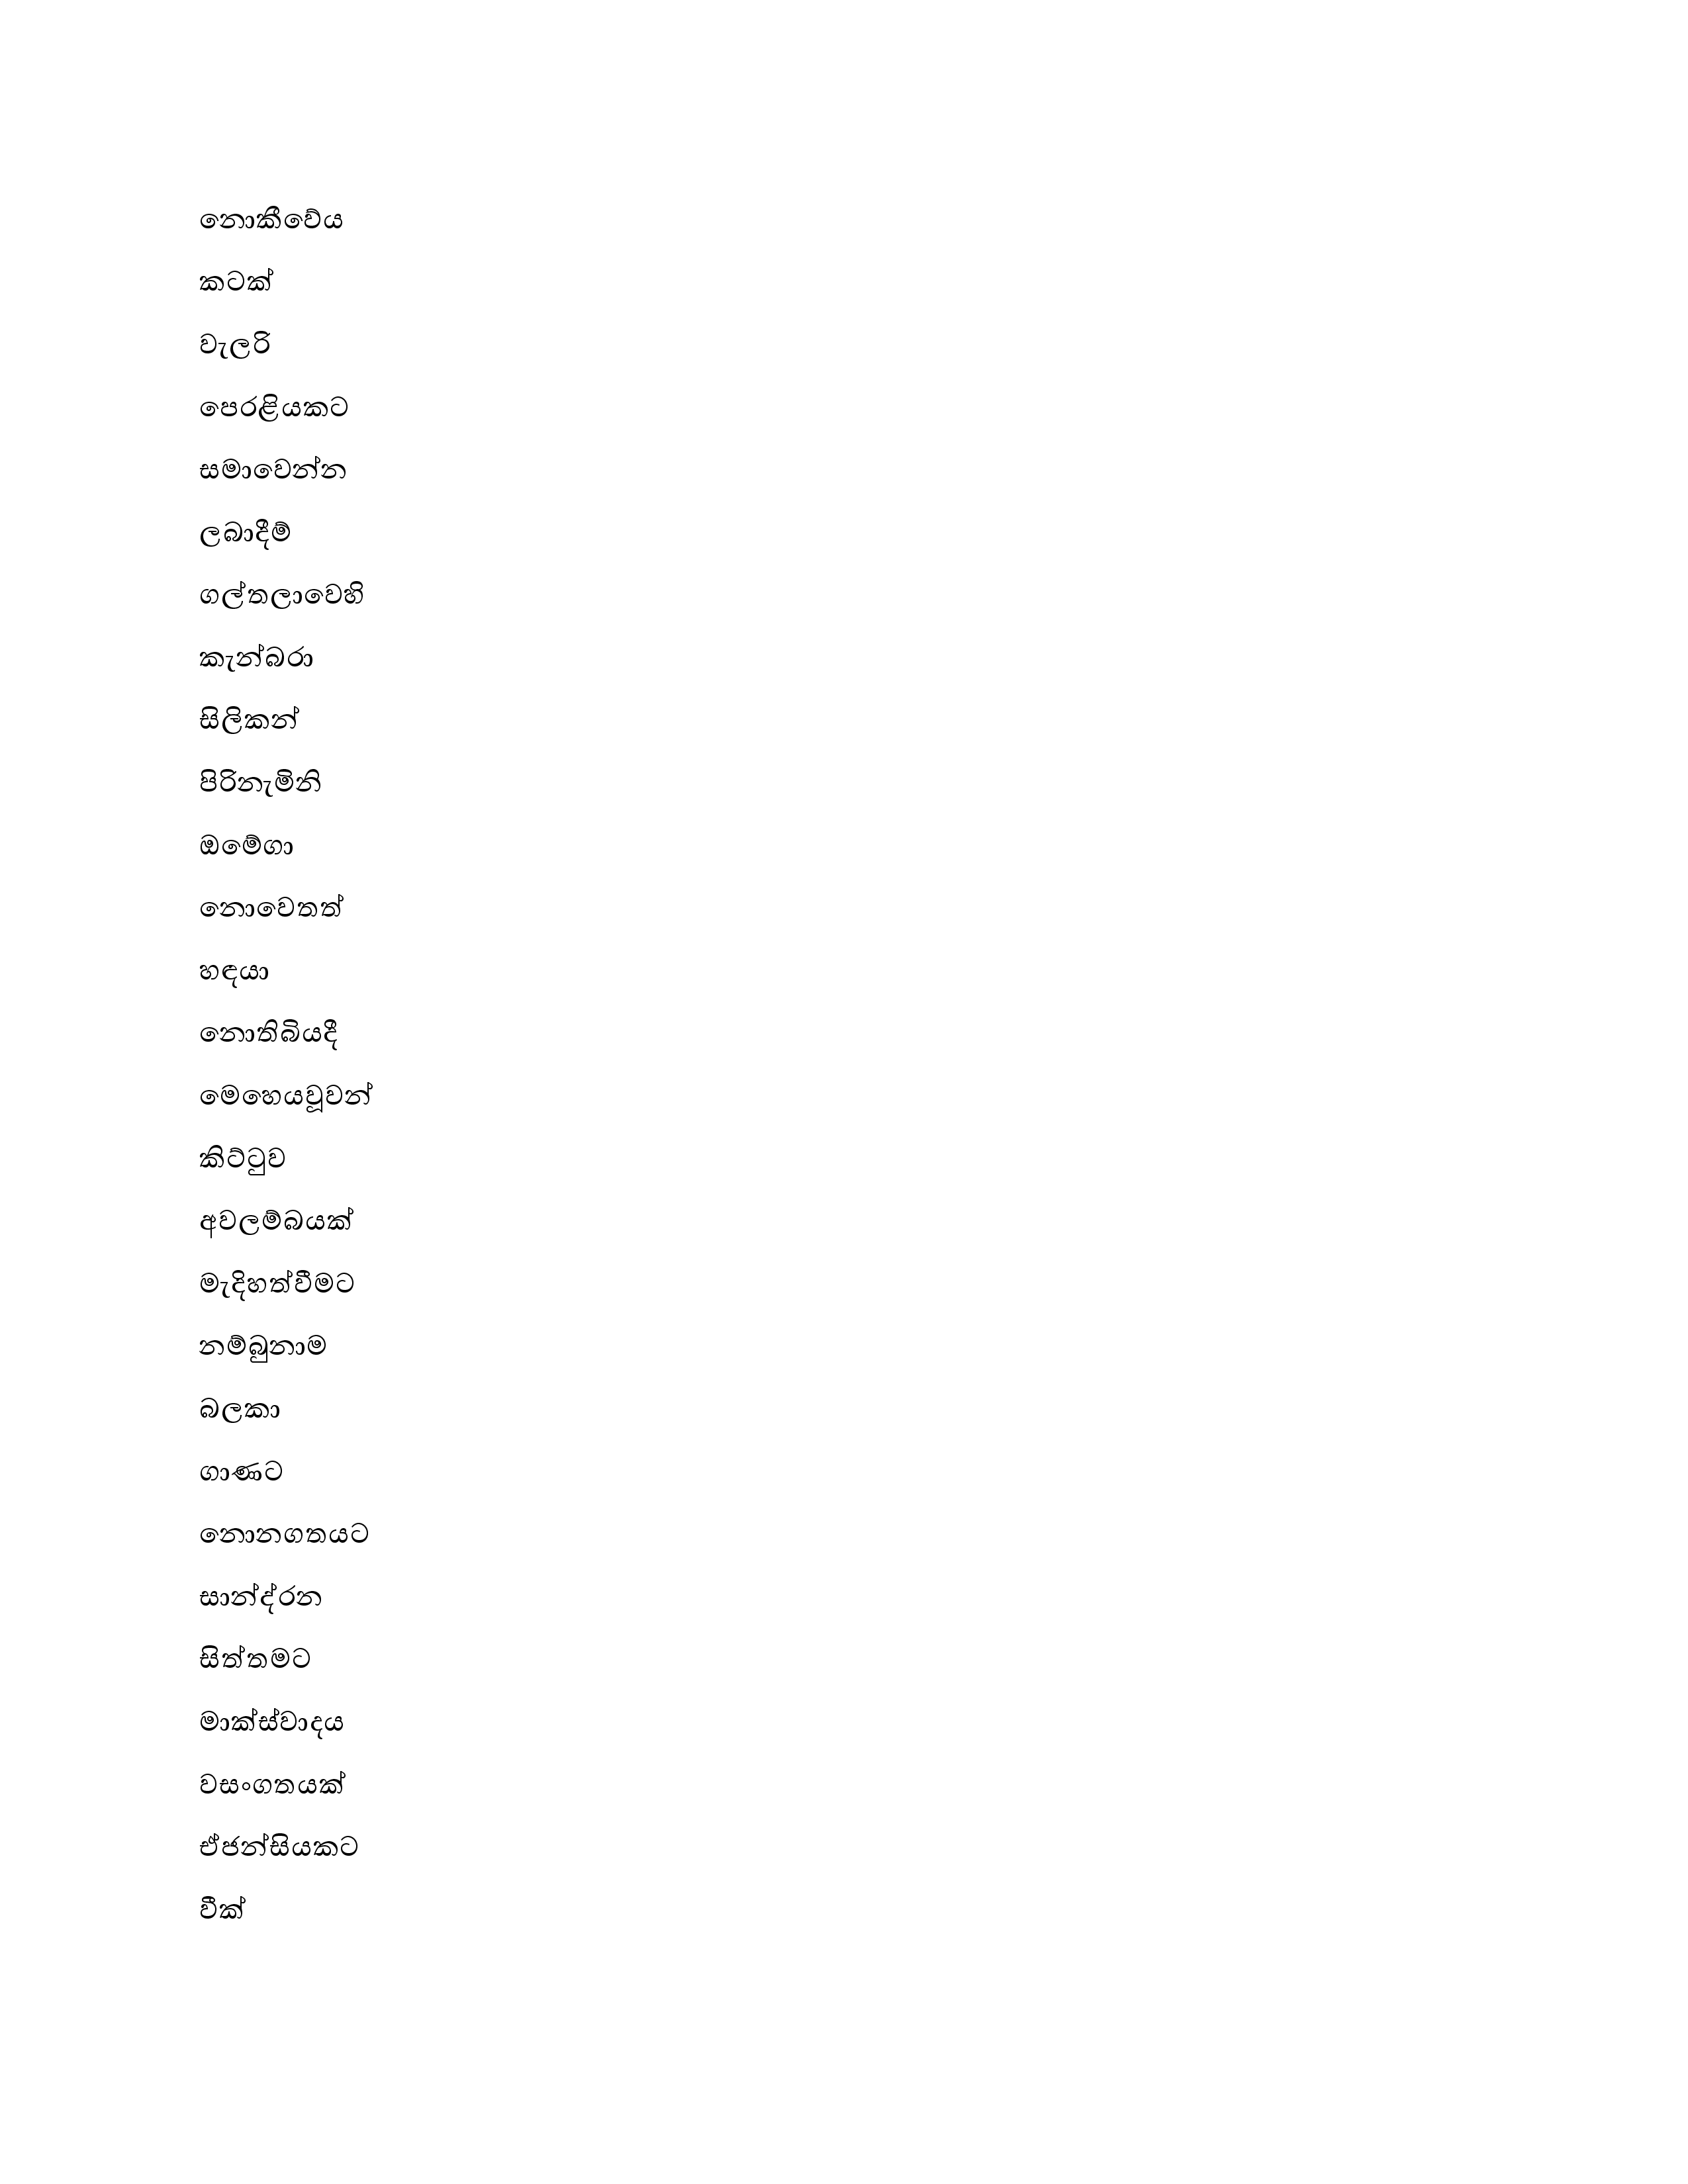 නොකීවේය
කටක්
වැලරි
පෙරළියකට
සමාවෙන්න
ලබාදීම්
ගල්තලාවෙහි
කැන්බරා
සිලිකන්
පිරිනැමිනි
ඔමේගා
නොවෙතත්
හඳයා
නොතිබියදී
මෙහෙයවූවන්
කිට්ටුව
අවලම්බයක්
මැදිහත්වීමට
නම්බුනාම
බලකා
ගාණට
නොනගතයට
සාන්ද්රන
සිත්තමට
මාක්ස්වාදය
වසංගතයක්
ඒජන්සියකට
වීක්